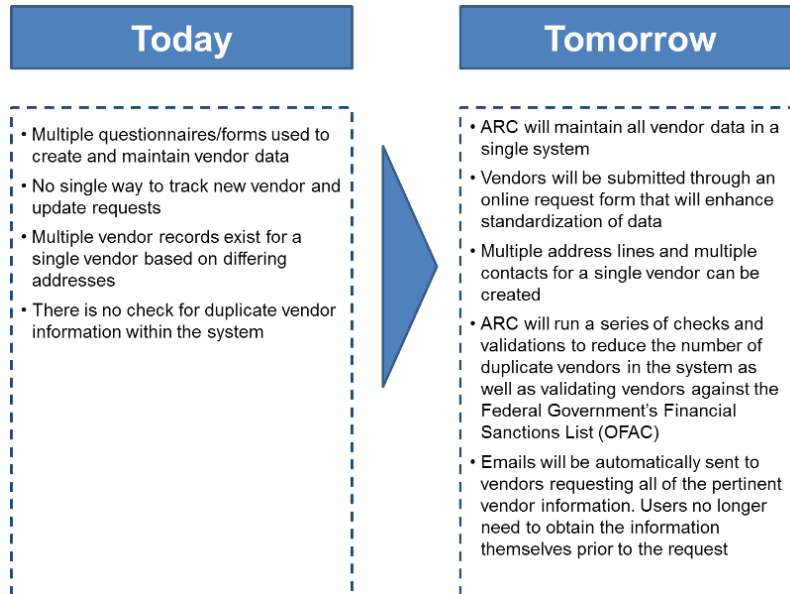 Today
• Multiple questionnaires/forms used to
create and maintain vendor data
• No single way to track new vendor and
update requests
• Multiple vendor records exist for a
single vendor based on differing
addresses
• There is no check for duplicate vendor
information within the system
Tomorrow
• ARC will maintain all vendor data in a
single system
• Vendors will be submitted through an
online request form that will enhance
standardization of data
• Multiple address lines and multiple
contacts for a single vendor can be
created
• ARC will run a series of checks and
validations to reduce the number of
duplicate vendors in the system as
well as validating vendors against the
Federal Government's Financial
Sanctions List (OFAC)
• Emails will be automatically sent to
vendors requesting all of the pertinent
vendor information. Users no longer
need to obtain the information
themselves prior to the request